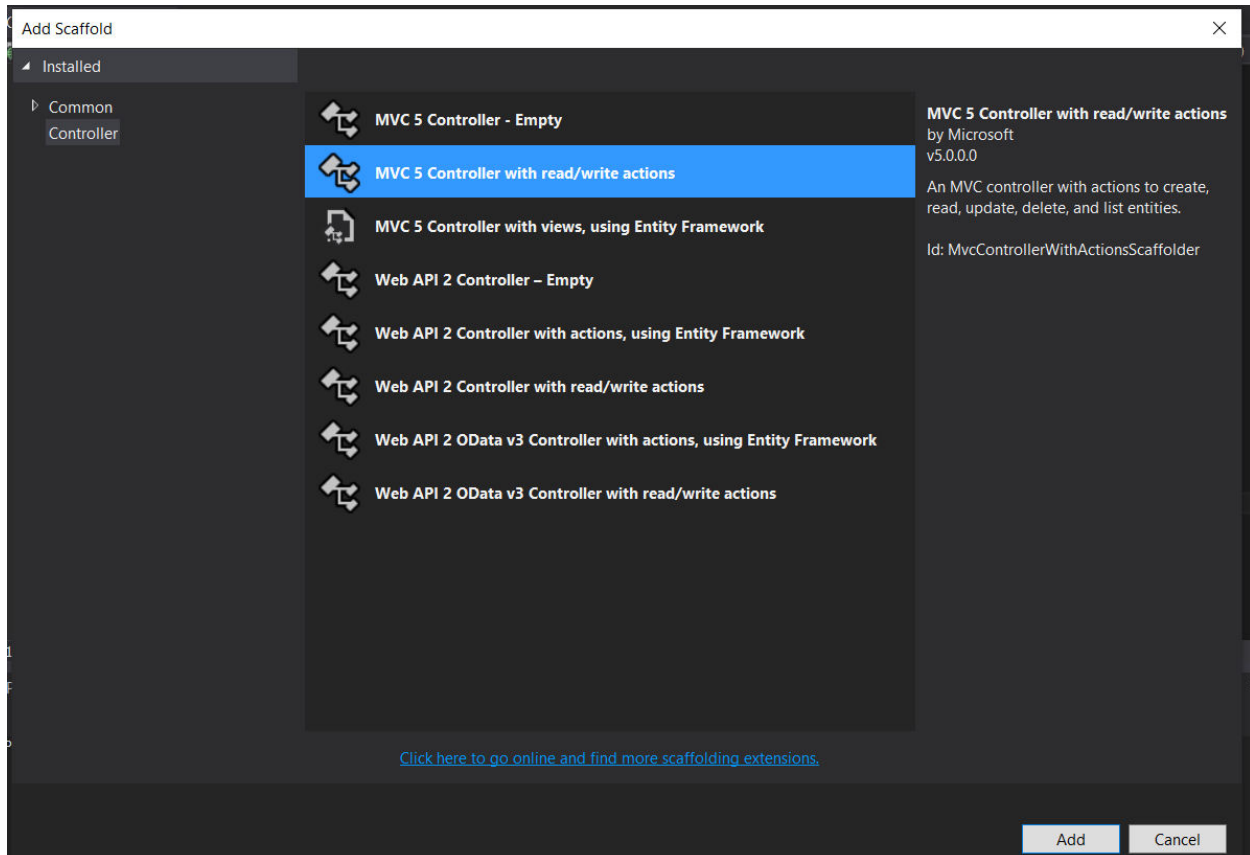 Add Scaffold
Installed
Common
Controller
MVC 5 Controller - Empty
MVC 5 Controller with read/write actions
MVC 5 Controller with views, using Entity Framework
Web API 2 Controller – Empty
Web API 2 Controller with actions, using Entity Framework
Web API 2 Controller with read/write actions
Web API 2 OData v3 Controller with actions, using Entity Framework
Web API 2 OData v3 Controller with read/write actions
Click here to go online and find more scaffolding extensions.
MVC 5 Controller with read/write actions
by Microsoft
v5.0.0.0
An MVC controller with actions to create,
read, update, delete, and list entities.
Id: MvcControllerWithActionsScaffolder
Add
Cancel